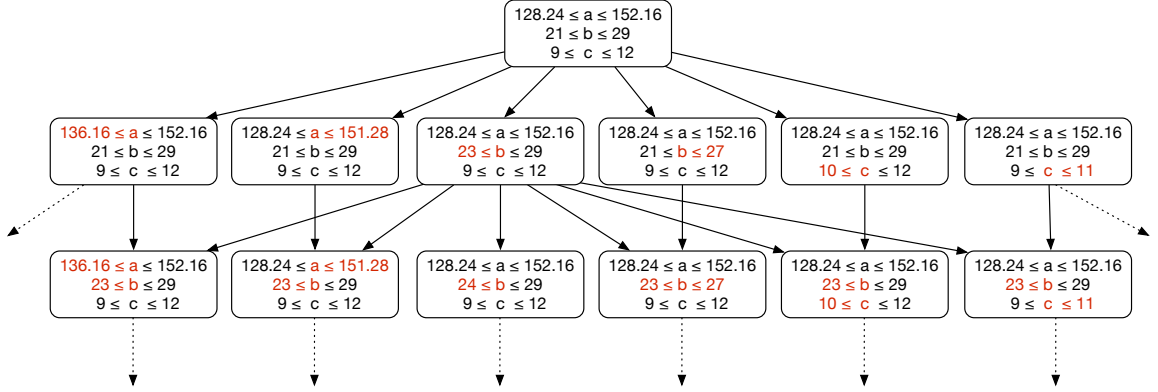 128.24 ≤ a ≤ 152.16
21 ≤ b ≤ 29
9 ≤ c ≤ 12
136.16 ≤ a ≤ 152.16
21 ≤ b ≤ 29
9 ≤ c ≤ 12
128.24 ≤ a ≤ 151.28
21 ≤ b ≤ 29
9 ≤ c ≤ 12
128.24 ≤ a ≤ 152.16
23 ≤ b ≤ 29
9 ≤ c ≤ 12
128.24 ≤ a ≤ 152.16
21 ≤ b ≤ 27
9 ≤ c ≤ 12
128.24 ≤ a ≤ 152.16
21 ≤ b ≤ 29
10 ≤ c ≤ 12
128.24 ≤ a ≤ 152.16
21 ≤ b ≤ 29
9 ≤ c ≤ 11
136.16 ≤ a ≤ 152.16
23 ≤ b ≤ 29
9 ≤ c ≤ 12
128.24 ≤ a ≤ 151.28
23 ≤ b ≤ 29
9 ≤ c ≤ 12
128.24 ≤ a ≤ 152.16
24 ≤ b ≤ 29
9 ≤ c ≤ 12
128.24 ≤ a ≤ 152.16
23 ≤ b ≤ 27
9 ≤ c ≤ 12
128.24 ≤ a ≤ 152.16
23 ≤ b ≤ 29
10 ≤ c ≤ 12
128.24 ≤ a ≤ 152.16
23 ≤ b ≤ 29
9 ≤ c ≤ 11